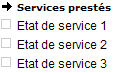 Services prestés
Etat de service 1
Etat de service 2
Etat de service 3